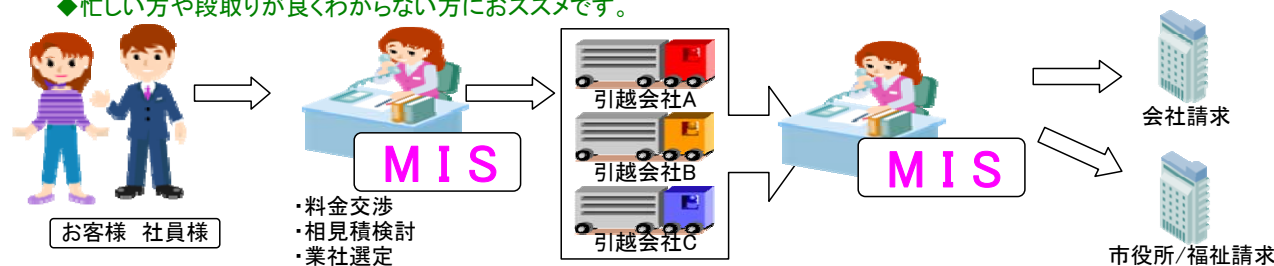 ◆忙しい方や段取りが良くわからない方におススメです。
引越会社A
引越会社B
引越会社C
会社請求
MIS
MIS
お客様 社員様
・料金交渉
・相見積検討
・業社選定
市役所/福祉請求